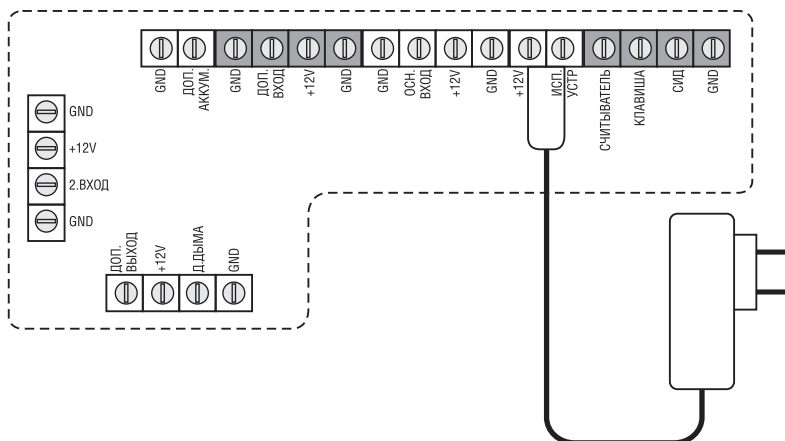 GND
ДОП.
АККУМ.
GND
ДОП.
ВХОД
+12V
GND
GND
ОСН.
ВХОД
+12V
GND
+12V
ИСП.
УСТР
СЧИТЫВАТЕЛЬ
КЛАВИША
СИД
GND
GND
+12V
2.ВХОД
GND
ДОП.
ВЫХОД
+12V
Д.ДЫМА
GND